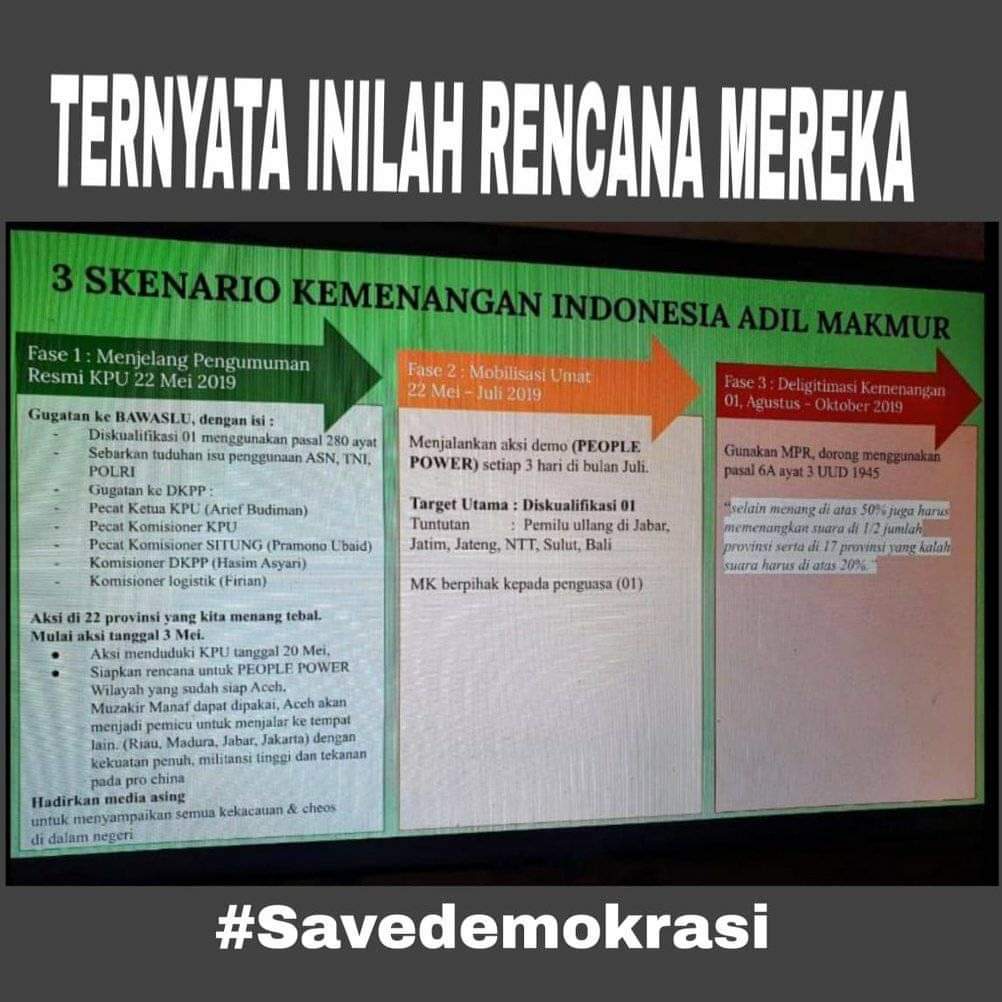 TERNYATA INILAH RENCANA MEREKA
3 SKENARIO KEMENANGAN INDONESIA ADIL MAKMUR
Fase 1 : Menjelang Pengumuman
Resmi KPU 22 Mei 2019
Gugatan ke BAWASLU, dengan isi :
- Diskualifikasi 01 menggunakan pasal 280 ayat
- Sebarkan tuduhan isu penggunaan ASN, TNI,
POLRI
- Gugatan ke DKPP :
- Pecat Ketua KPU (Arief Budiman)
- Pecat Komisioner KPU
- Pecat Komisioner SITUNG (Pramono Ubaid)
- Komisioner DKPP (Hasim Asyari)
- Komisioner logistik (Firian)
Aksi di 22 provinsi yang kita menang tebal.
Mulai aksi tanggal 3 Mei.
• Aksi menduduki KPU tanggal 20 Mei,
• Siapkan rencana untuk PEOPLE POWER
Wilayah yang sudah siap Aceh.
Muzakir Manaf dapat dipakai, Aceh akan
menjadi pemicu untuk menjalar ke tempat
lain. (Riau, Madura, Jabar, Jakarta) dengan
kekuatan penuh, militansi tinggi dan tekanan
pada pro china
Hadirkan media asing
untuk menyampaikan semua kekacauan & cheos
di dalam negeri
Fase 2 : Mobilisasi Umat
22 Mei – Juli 2019
Menjalankan aksi demo (PEOPLE
POWER) setiap 3 hari di bulan Juli.
Target Utama : Diskualifikasi 01
Tuntutan : Pemilu ullang di Jabar,
Jatim, Jateng, NTT, Sulut, Bali
MK berpihak kepada penguasa (01)
Fase 3 : Deligitimasi Kemenangan
01, Agustus - Oktober 2019
Gunakan MPR, dorong menggunakan
pasal 6A ayat 3 UUD 1945
"selain menang di atas 50% juga harus
memenangkan suara di 1/2 jumlah
provinsi serta di 17 provinsi yang kalah
suara harus di atas 20%."
#Savedemokrasi